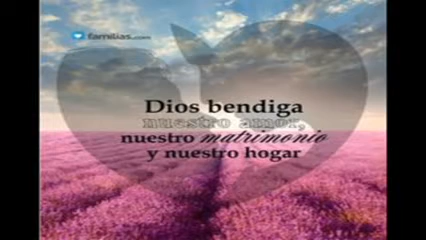 familias.com
Dios bendiga
nuestro amor,
nuestro matrimonio
y nuestro hogar